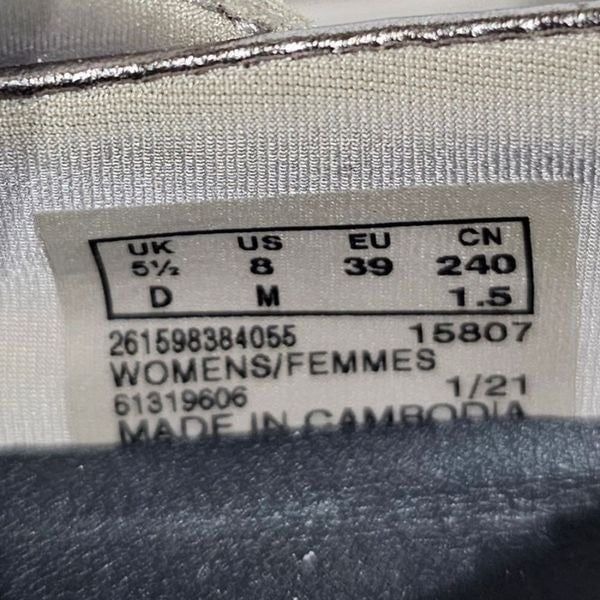 UK US EU CN
5½ 8 39 240
D M 1.5
261598384055 15807
WOMENS/FEMMES
61319606 1/21
MADE IN CAMBODIA